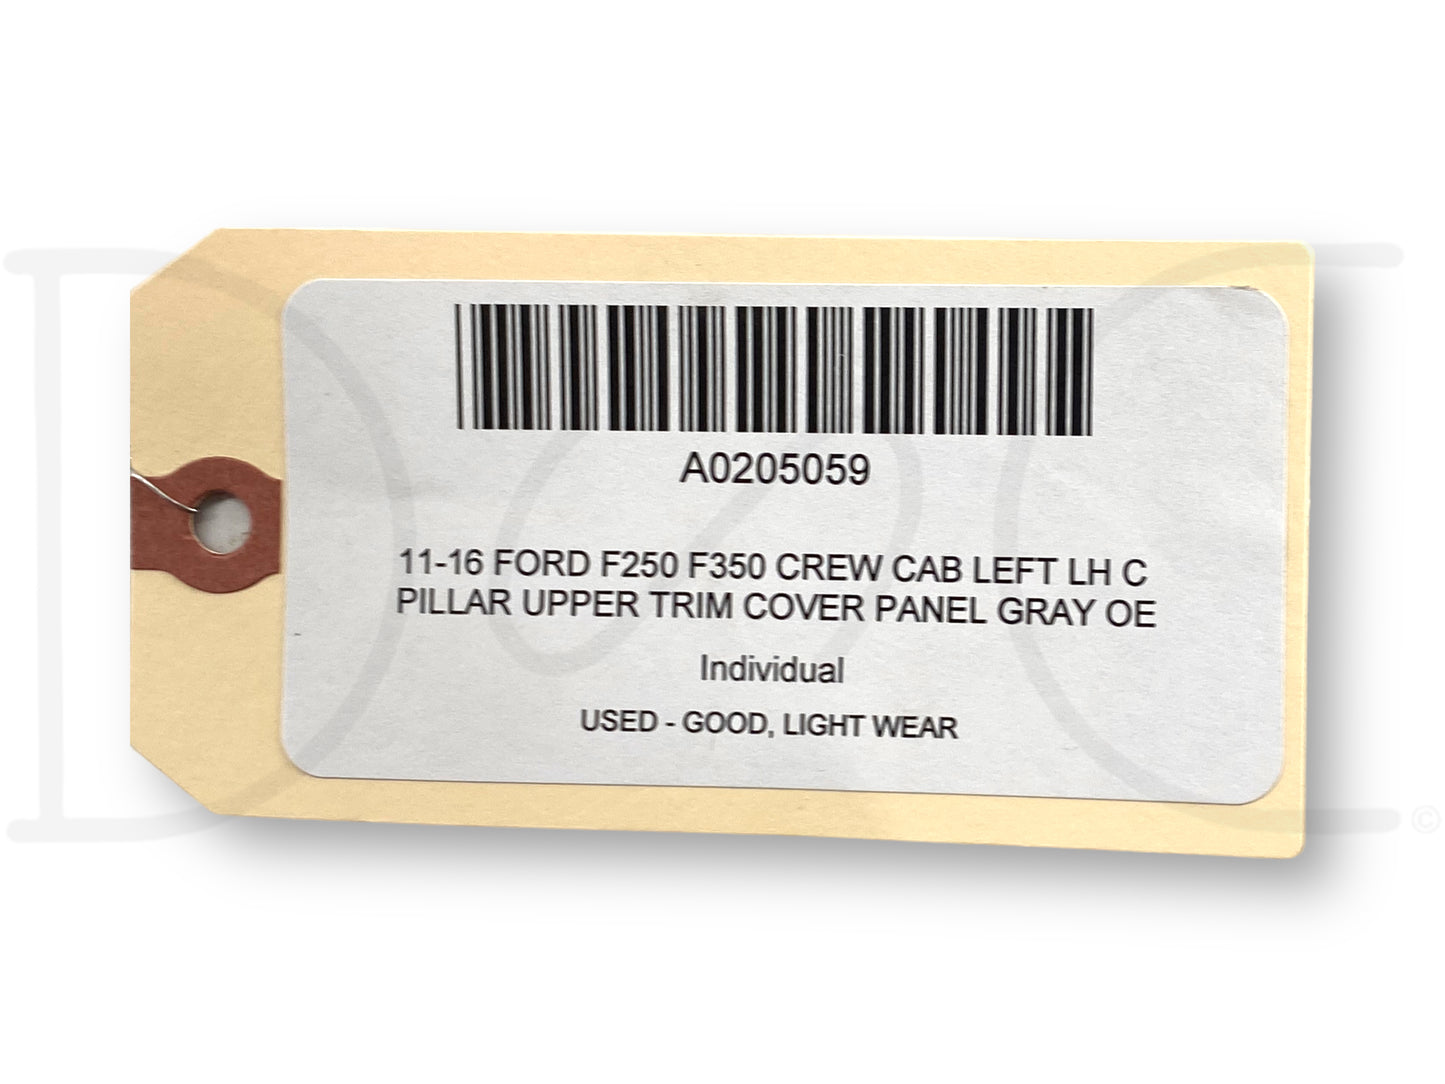 A0205059
11-16 FORD F250 F350 CREW CAB LEFT LH C
PILLAR UPPER TRIM COVER PANEL GRAY OE
Individual
USED - GOOD, LIGHT WEAR
D&C
©